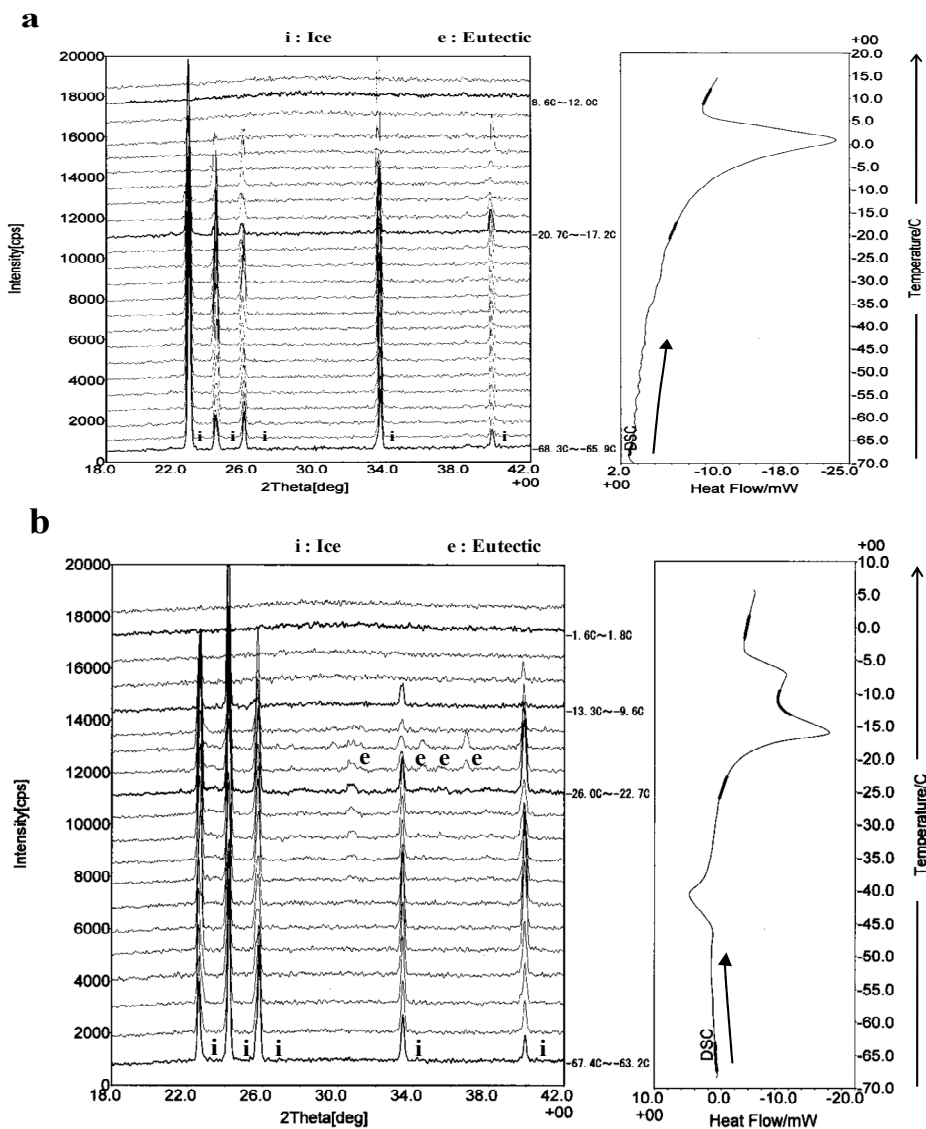 a
i : Ice e : Eutectic
Intensity[cps]
20000
18000
16000
14000
12000
10000
8000
6000
4000
2000
0
8.6C~12.0C
-20.7C~-17.2C
-68.3C~-65.9C
i i i i i
18.0 22.0 26.0 30.0 34.0 38.0 42.0
+00
2Theta[deg]
+00
20.0
15.0
10.0
5.0
0.0
-5.0
-10.0
-15.0
-20.0
-25.0
-30.0
-35.0
-40.0
-45.0
-50.0
-55.0
-60.0
-65.0
-70.0
Temperature/C
DSC
2.0 -10.0 -25.0
+00
Heat Flow/mW
b
i : Ice e : Eutectic
Intensity[cps]
20000
18000
16000
14000
12000
10000
8000
6000
4000
2000
0
-1.6C~1.8C
-13.3C~-9.6C
e e e e
-26.0C~-22.7C
-67.4C~-63.2C
i i i i i
18.0 22.0 26.0 30.0 34.0 38.0 42.0
+00
2Theta[deg]
+00
10.0
5.0
0.0
-5.0
-10.0
-15.0
-20.0
-25.0
-30.0
-35.0
-40.0
-45.0
-50.0
-55.0
-60.0
-65.0
-70.0
Temperature/C
DSC
10.0 0.0 -10.0 -20.0
+00
Heat Flow/mW